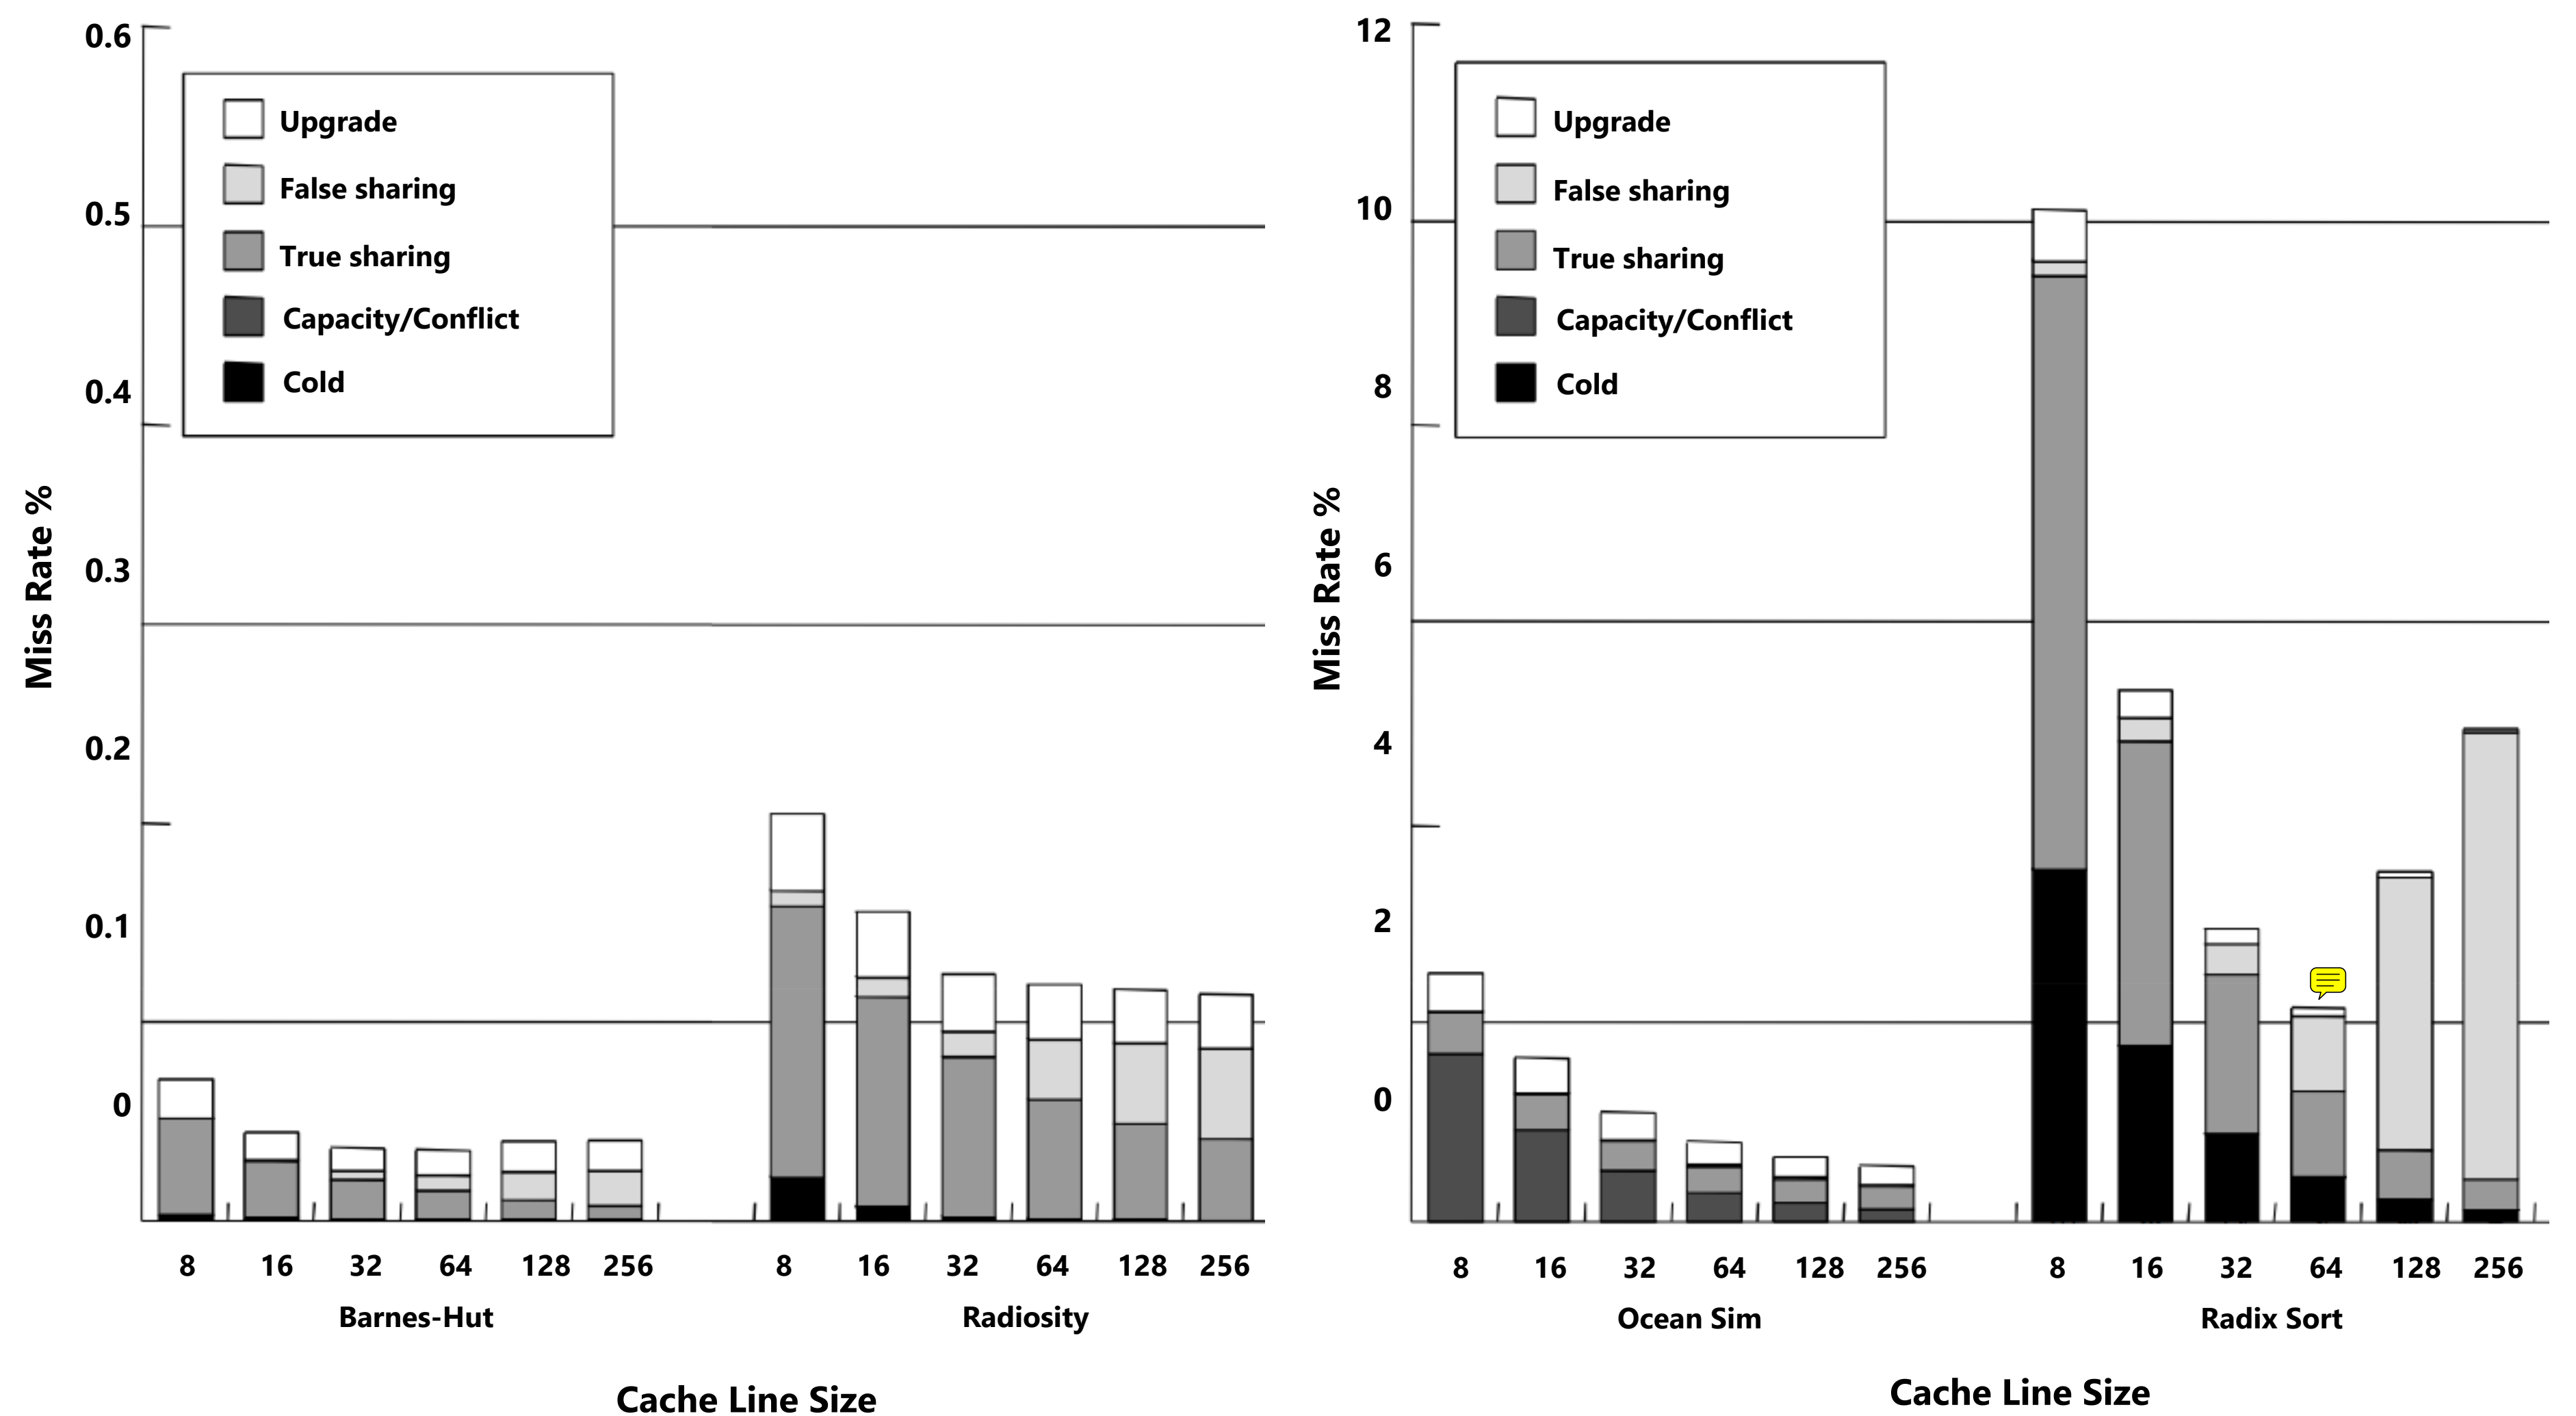 0.6
0.5
0.4
0.3
0.2
0.1
0
Miss Rate %
Upgrade
False sharing
True sharing
Capacity/Conflict
Cold
8 16 32 64 128 256
Barnes-Hut
8 16 32 64 128 256
Radiosity
Cache Line Size
12
10
8
6
4
2
0
Miss Rate %
Upgrade
False sharing
True sharing
Capacity/Conflict
Cold
8 16 32 64 128 256
Ocean Sim
8 16 32 64 128 256
Radix Sort
Cache Line Size